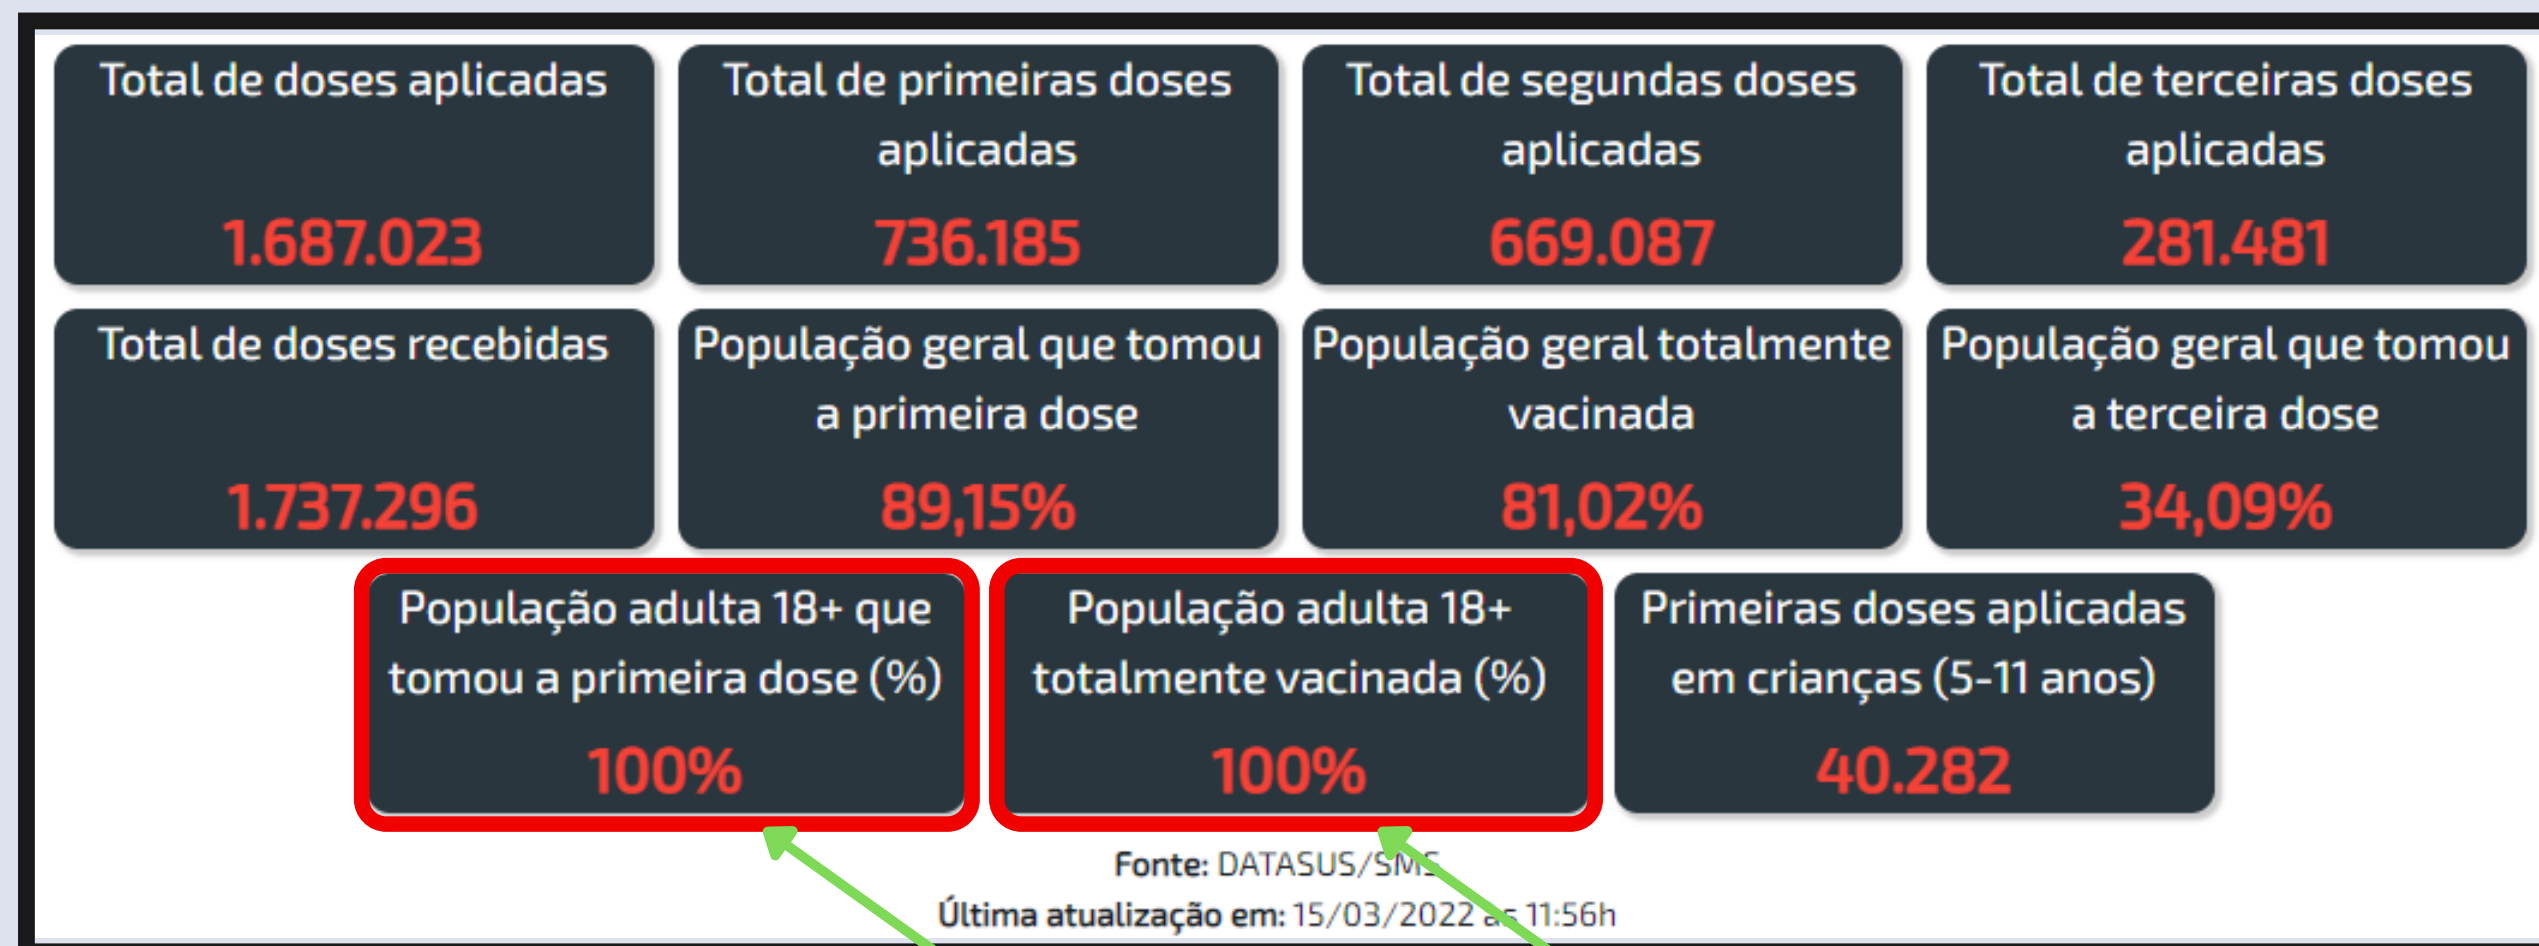 Total de doses aplicadas
1.687.023
Total de primeiras doses
aplicadas
736.185
Total de segundas doses
aplicadas
669.087
Total de terceiras doses
aplicadas
281.481
Total de doses recebidas
1.737.296
População geral que tomou
a primeira dose
89,15%
População geral totalmente
vacinada
81,02%
População geral que tomou
a terceira dose
34,09%
População adulta 18+ que
tomou a primeira dose (%)
100%
População adulta 18+
totalmente vacinada (%)
100%
Primeiras doses aplicadas
em crianças (5-11 anos)
40.282
Fonte: DATASUS/SMS
Última atualização em: 15/03/2022 às 11:56h